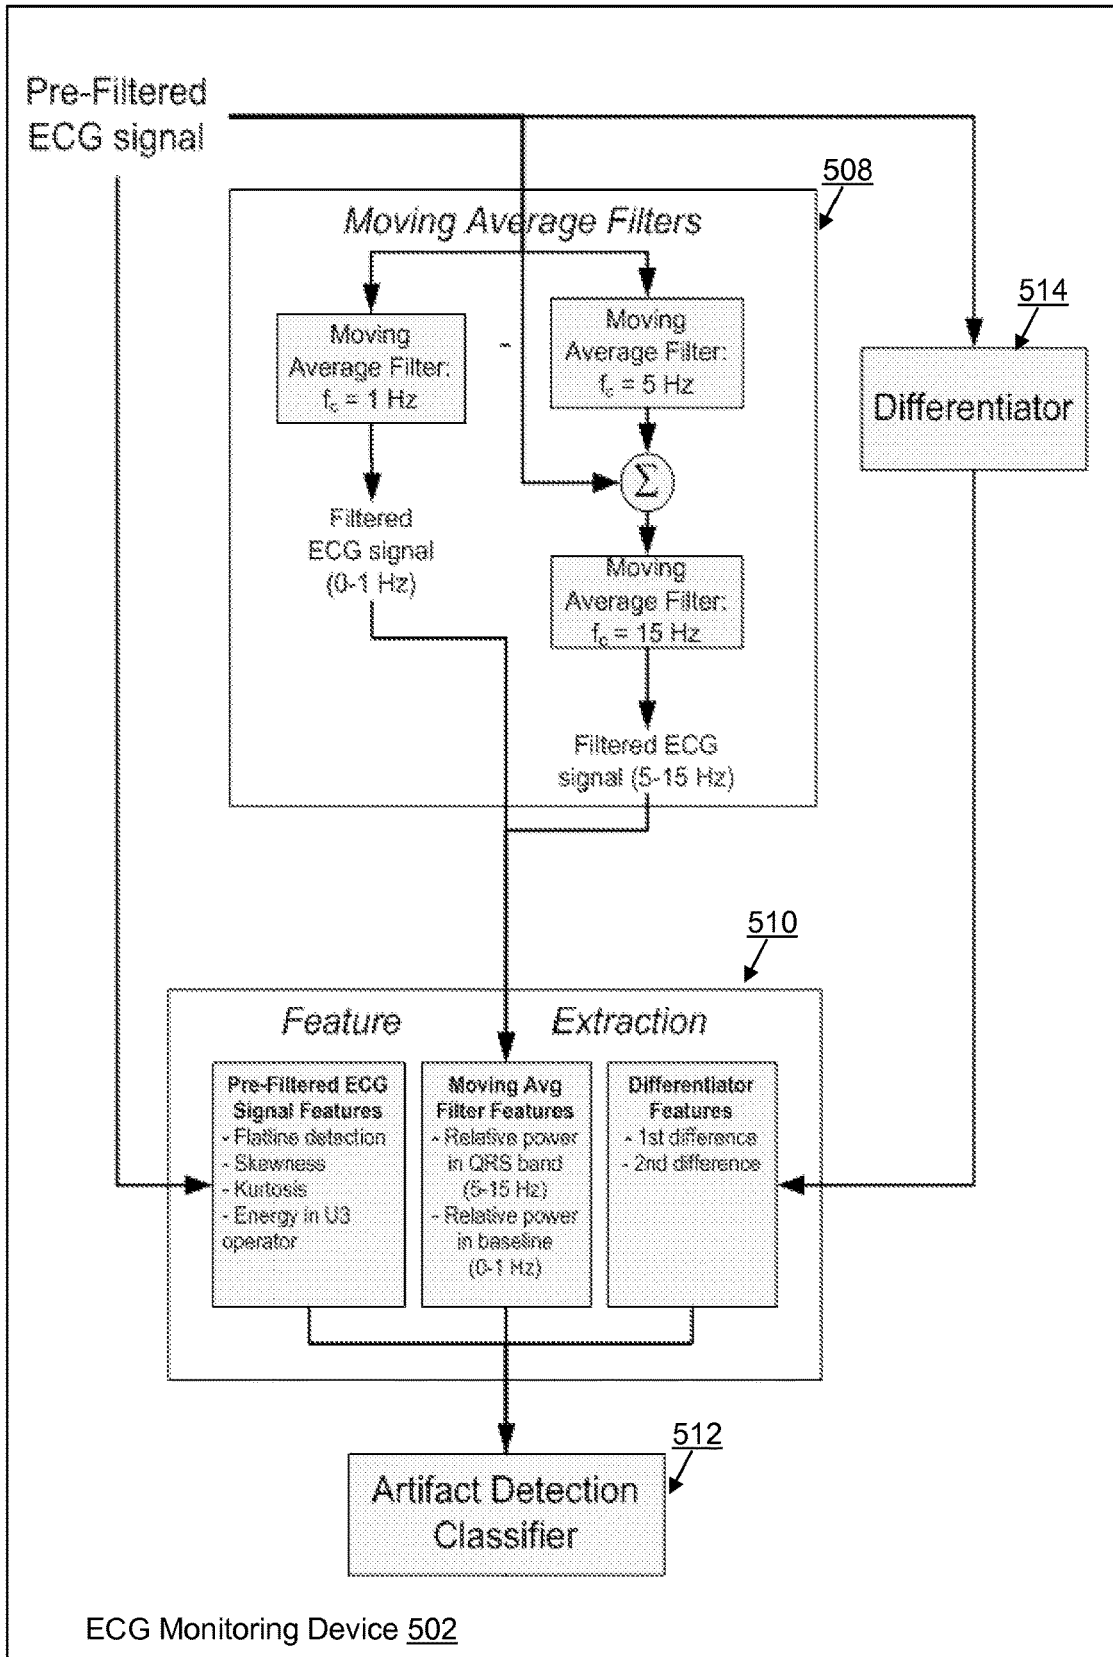 Pre-Filtered
ECG signal
508
Moving Average Filters
Moving
Average Filter:
f_c = 1 Hz
-
Moving
Average Filter:
f_c = 5 Hz
514
Differentiator
Σ
Filtered
ECG signal
(0-1 Hz)
Moving
Average Filter:
f_c = 15 Hz
Filtered ECG
signal (5-15 Hz)
510
Feature Extraction
Pre-Filtered ECG
Signal Features
- Flatline detection
- Skewness
- Kurtosis
- Energy in U3
operator
Moving Avg
Filter Features
- Relative power
in QRS band
(5-15 Hz)
- Relative power
in baseline
(0-1 Hz)
Differentiator
Features
- 1st difference
- 2nd difference
512
Artifact Detection
Classifier
ECG Monitoring Device 502